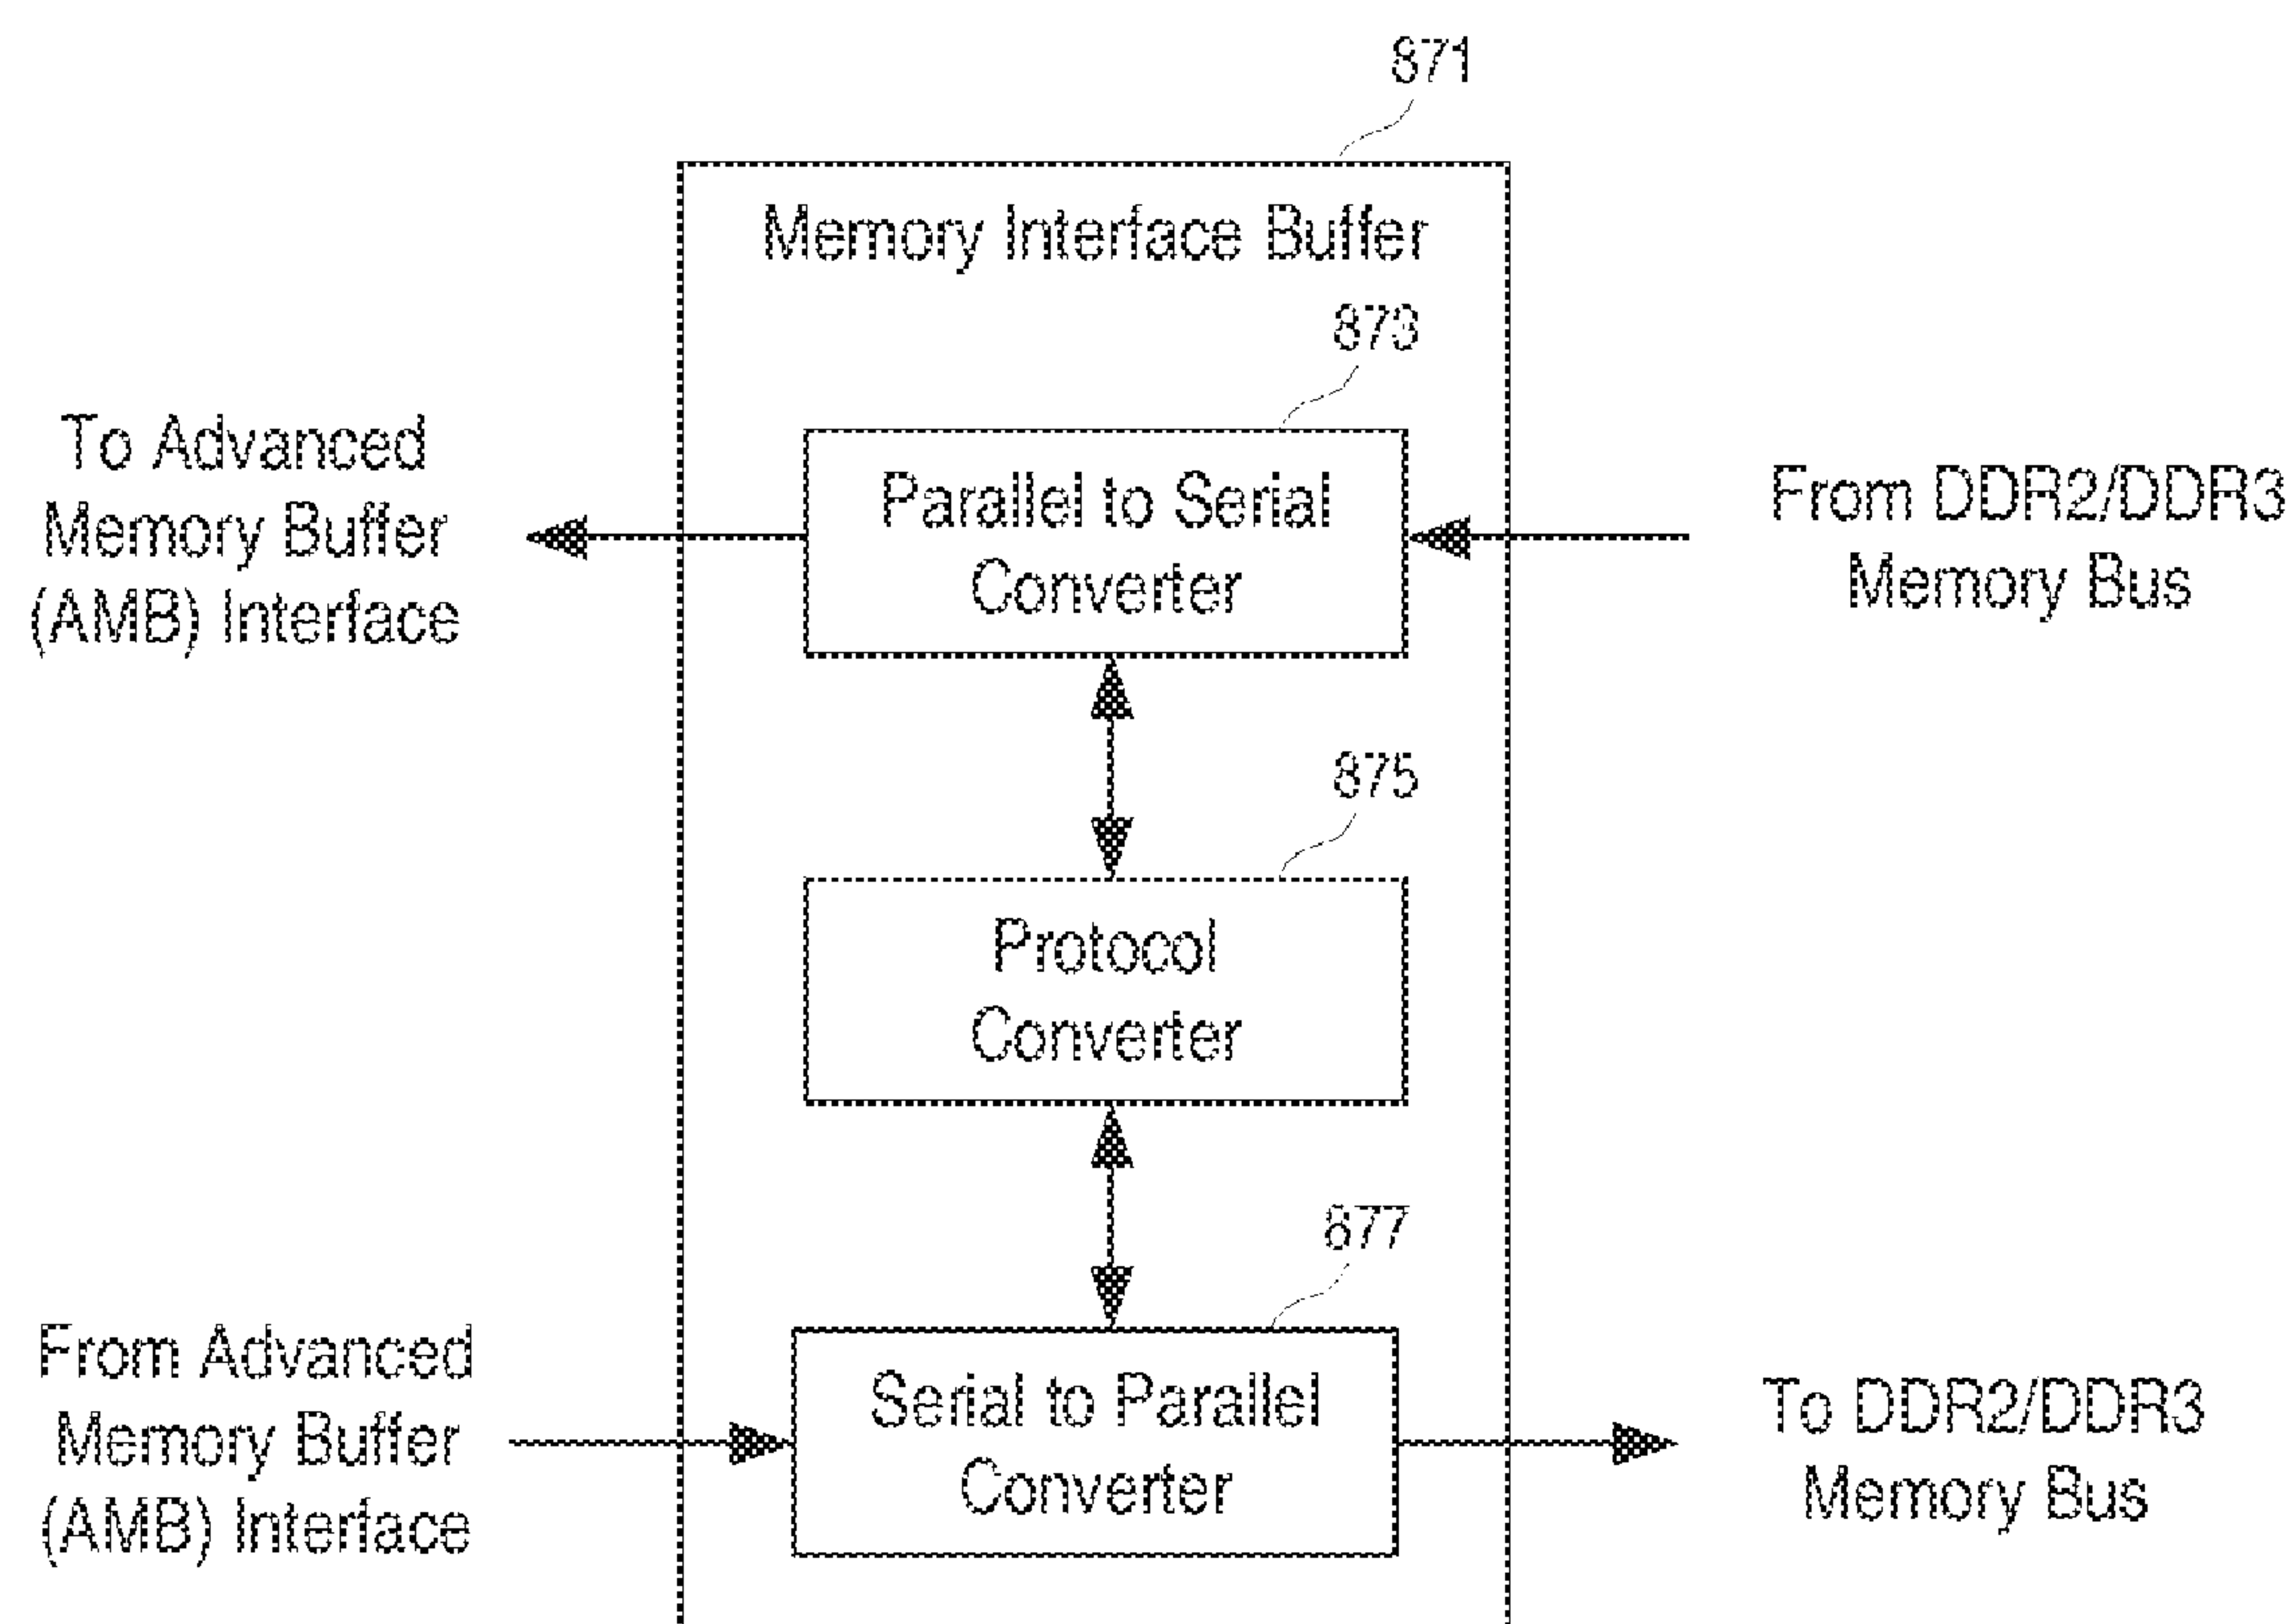 871
Memory Interface Buffer
873
To Advanced
Memory Buffer
(AMB) Interface
Parallel to Serial
Converter
From DDR2/DDR3
Memory Bus
875
Protocol
Converter
877
From Advanced
Memory Buffer
(AMB) Interface
Serial to Parallel
Converter
To DDR2/DDR3
Memory Bus